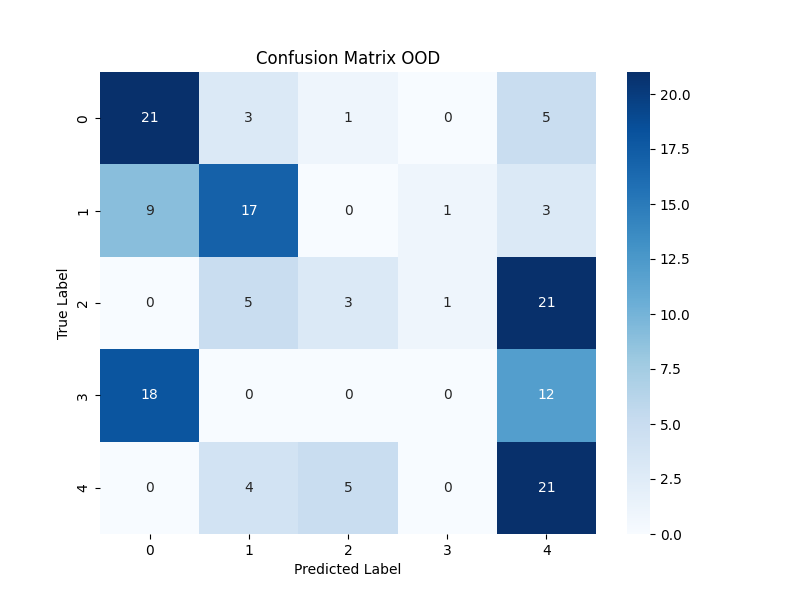 Confusion Matrix OOD
True Label
0 21 3 1 0 5
1 9 17 0 1 3
2 0 5 3 1 21
3 18 0 0 0 12
4 0 4 5 0 21
0 1 2 3 4
Predicted Label
20.0
17.5
15.0
12.5
10.0
7.5
5.0
2.5
0.0